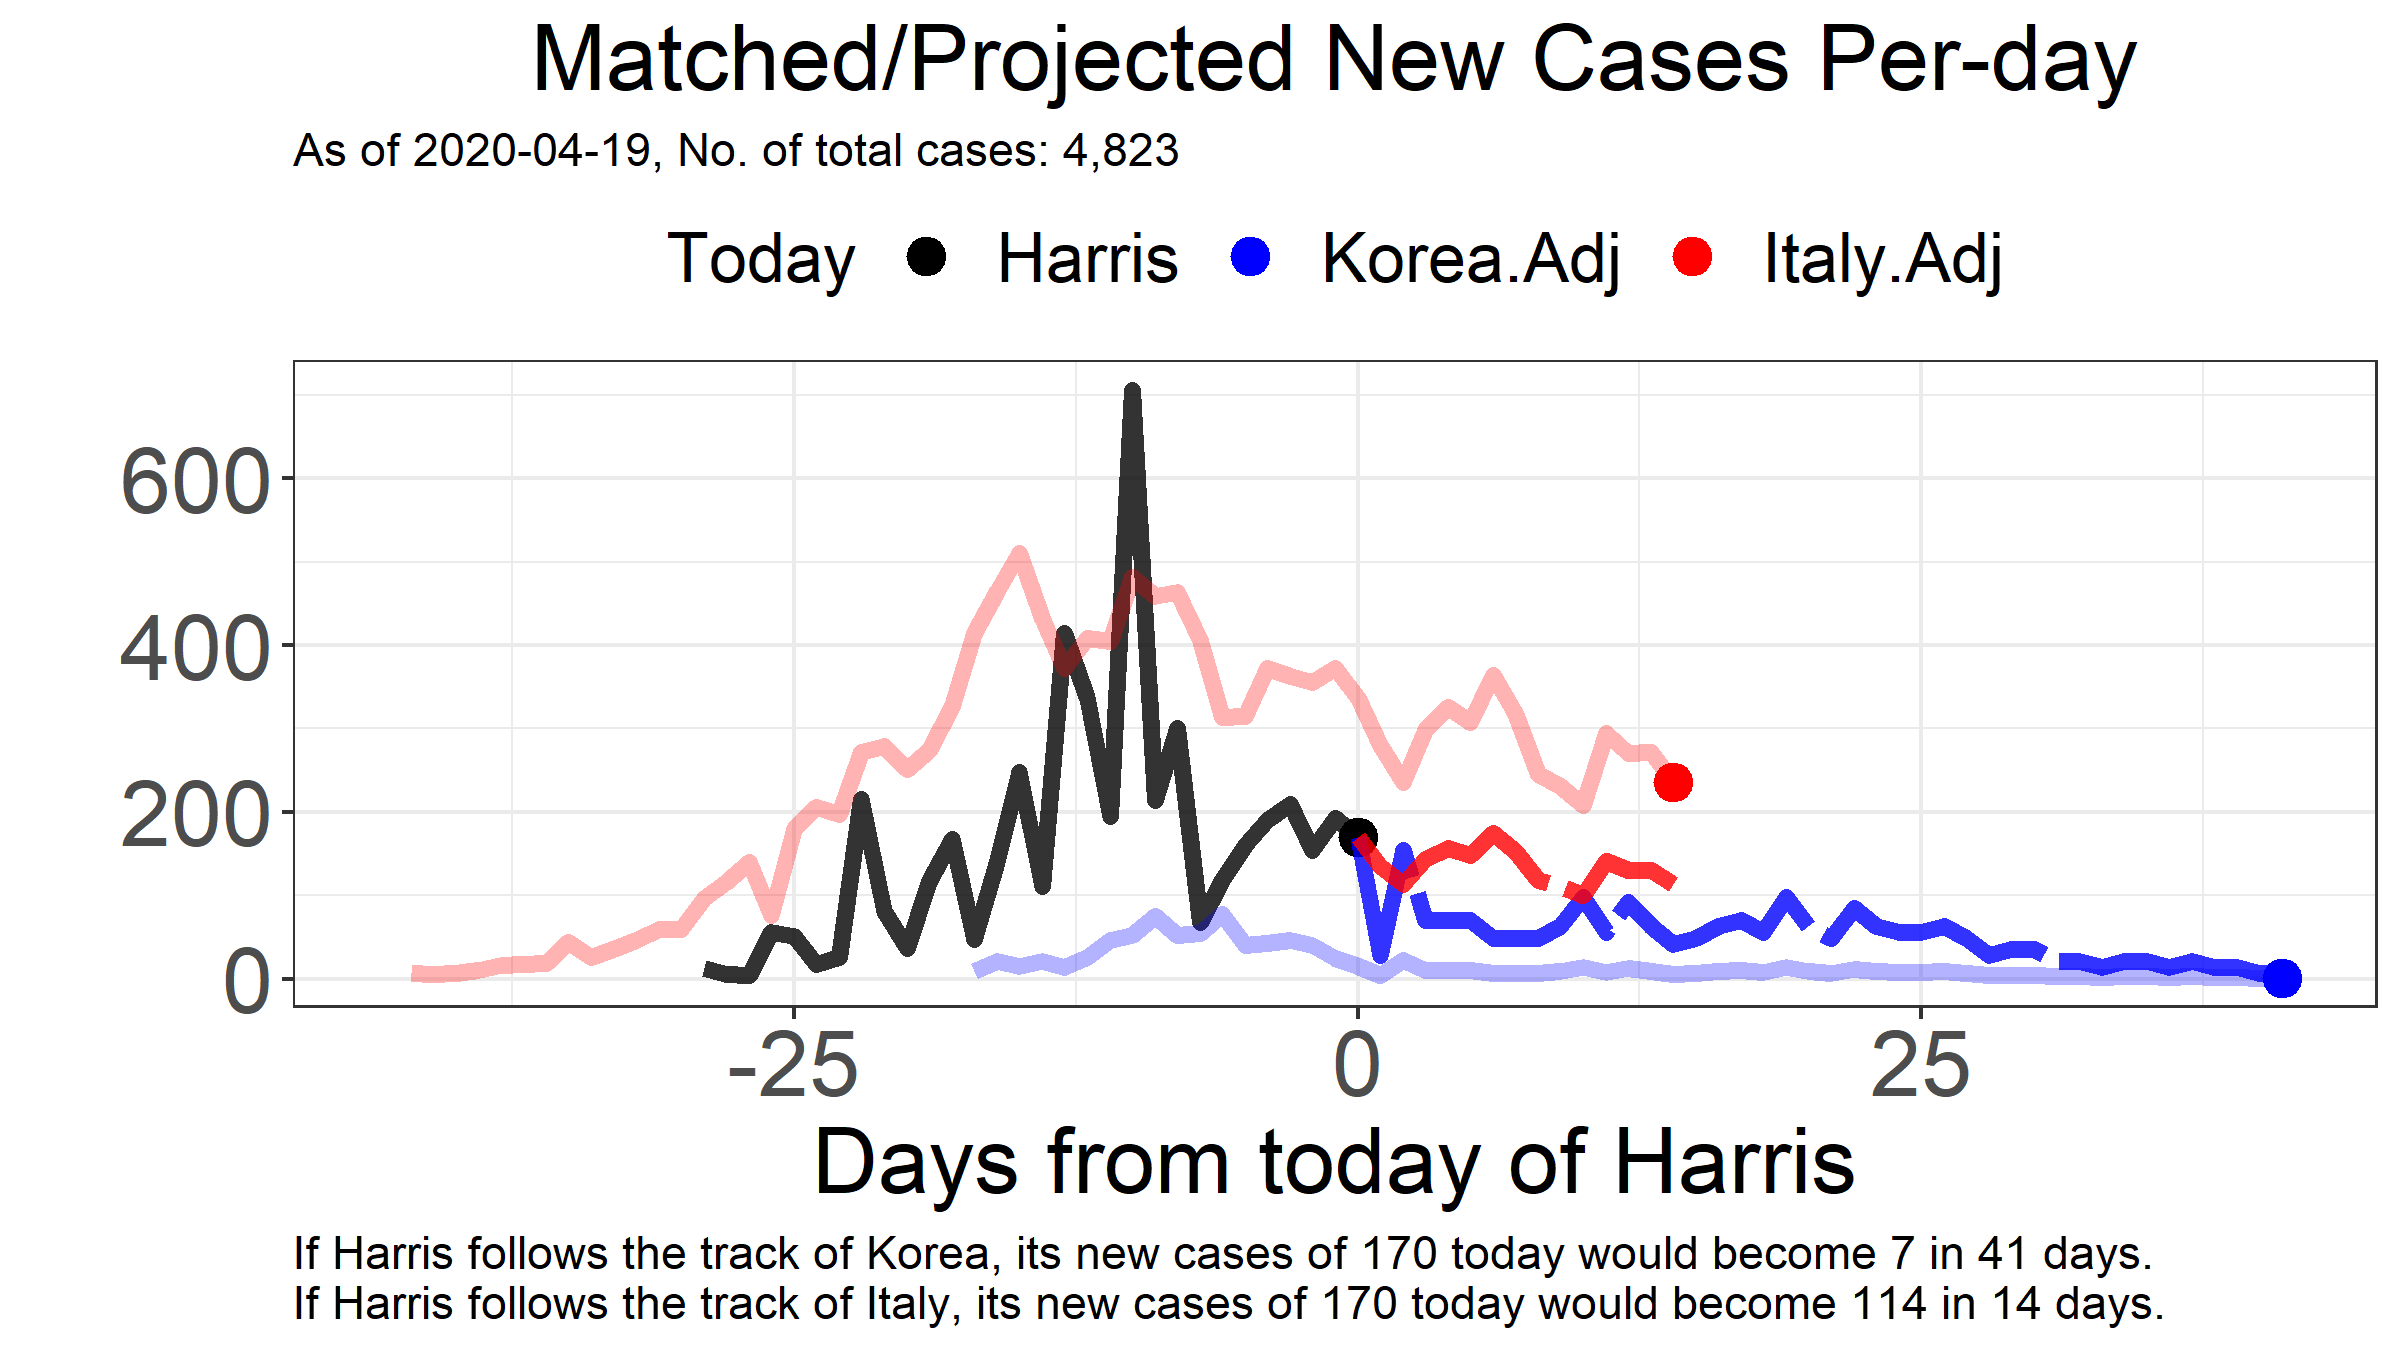 Matched/Projected New Cases Per-day
As of 2020-04-19, No. of total cases: 4,823
Today Harris Korea.Adj Italy.Adj
600
400
200
0
-25 0 25
Days from today of Harris
If Harris follows the track of Korea, its new cases of 170 today would become 7 in 41 days.
If Harris follows the track of Italy, its new cases of 170 today would become 114 in 14 days.